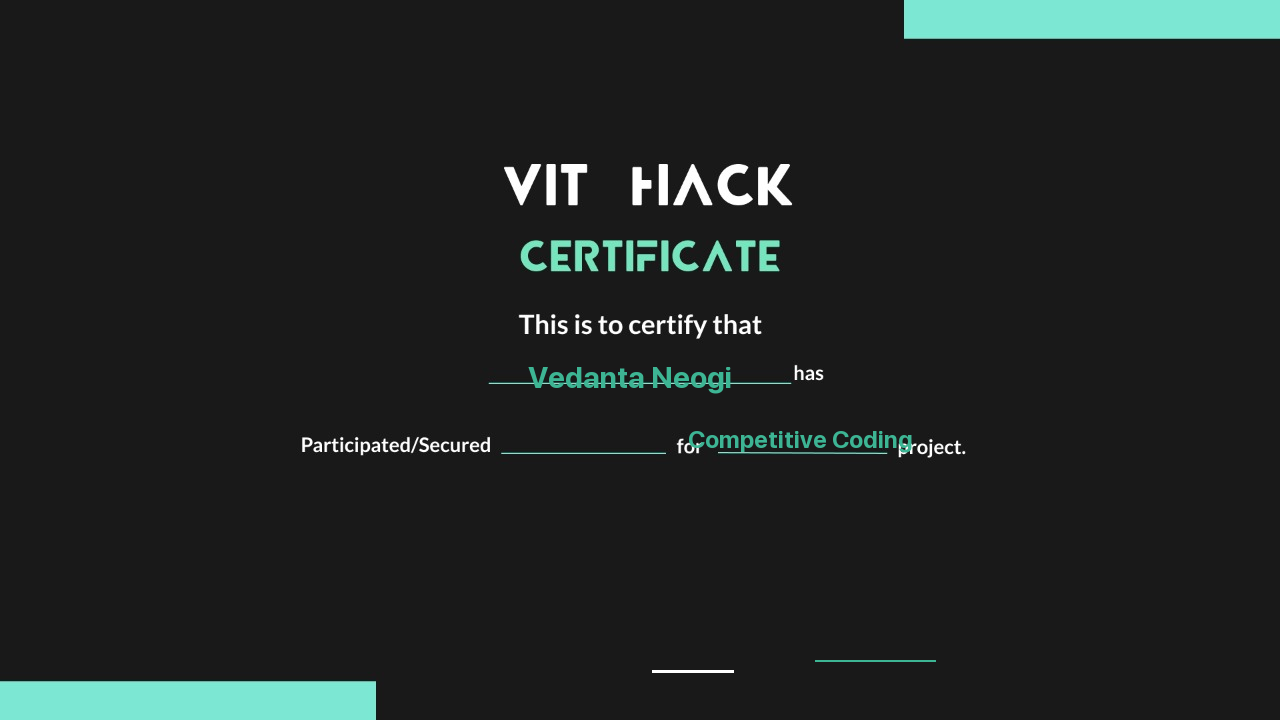 VIT HACK
CERTIFICATE
This is to certify that
Vedanta Neogi has
Participated/Secured for Competitive Coding project.